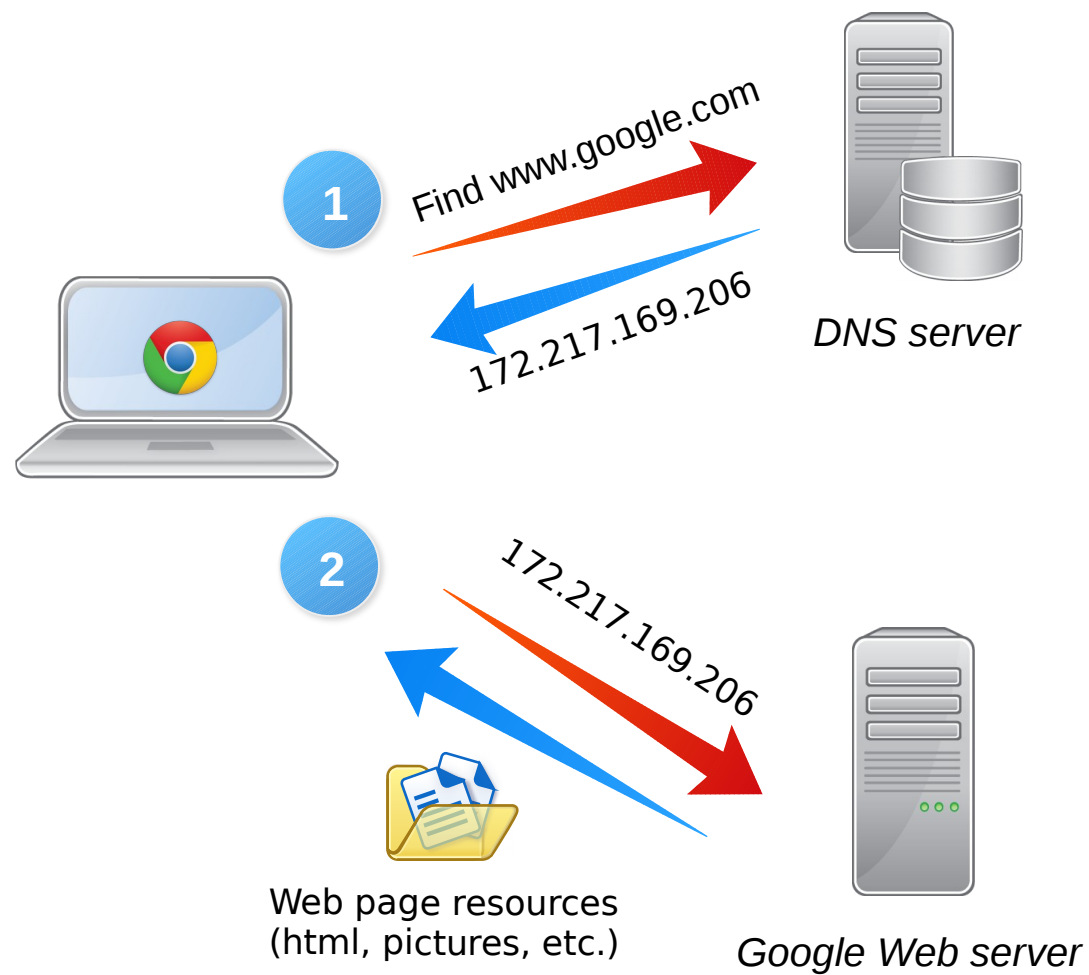 1
Find www.google.com
172.217.169.206
DNS server
2
172.217.169.206
Web page resources
(html, pictures, etc.)
Google Web server